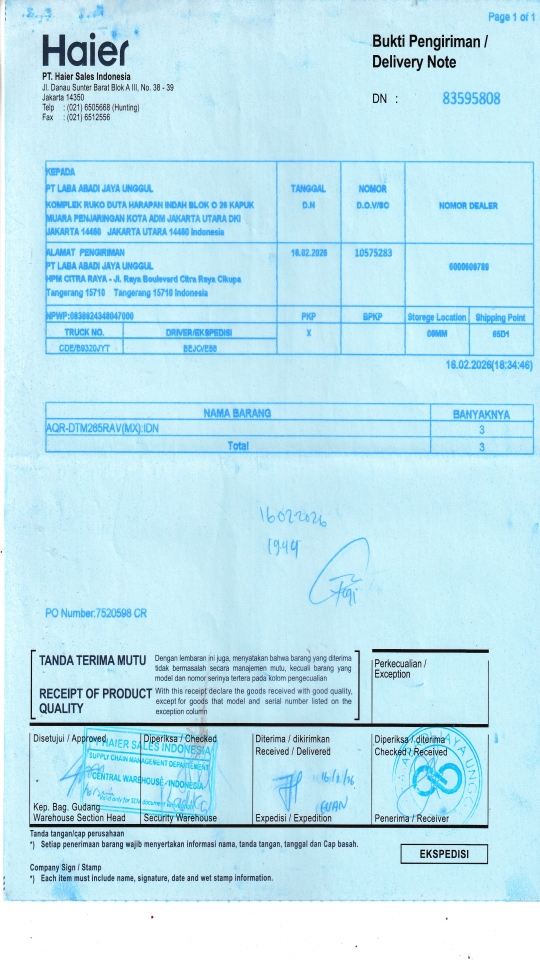 Page 1 of 1
Haier
Bukti Pengiriman /
Delivery Note
PT. Haier Sales Indonesia
Jl. Danau Sunter Barat Blok A III, No. 38 - 39
Jakarta 14350
Telp : (021) 6505668 (Hunting)
Fax : (021) 6512556
DN : 83595808
KEPADA
PT LABA ABADI JAYA UNGGUL
KOMPLEK RUKO DUTA HARAPAN INDAH BLOK O 26 KAPUK
MUARA PENJARINGAN KOTA ADM JAKARTA UTARA DKI
JAKARTA 14460 JAKARTA UTARA 14460 Indonesia
TANGGAL
D.N
NOMOR
D.O.V/SO
NOMOR DEALER
ALAMAT PENGIRIMAN
PT LABA ABADI JAYA UNGGUL
HPM CITRA RAYA - Jl. Raya Boulevard Citra Raya Cikupa
Tangerang 15710 Tangerang 15710 Indonesia
16.02.2026
10575283
NPWP:
PKP
BPKP
Storege Location
Shipping Point
TRUCK NO.
DRIVER/EKSPEDISI
X
65D1
16.02.2026(18:34:46)
NAMA BARANG BANYAKNYA
AQR-DTM265RAV(MX):IDN 3
Total 3
16022026
1944
PO Number:7520598 CR
TANDA TERIMA MUTU
Dengan lembaran ini juga, menyatakan bahwa barang yang diterima
tidak bermasalah secara manajemen mutu, kecuali barang yang
model dan nomor serinya tertera pada kolom pengecualian
RECEIPT OF PRODUCT
QUALITY
With this receipt declare the goods received with good quality,
except for goods that model and serial number listed on the
exception column
Perkecualian /
Exception
Disetujui / Approved
Diperiksa / Checked
Diterima / dikirimkan
Received / Delivered
Diperiksa / diterima
Checked / Received
HAIER SALES INDONESIA
SUPPLY CHAIN MANAGEMENT DEPARTEMENT
CENTRAL WAREHOUSE - INDONESIA
Kep. Bag. Gudang
Warehouse Section Head
Security Warehouse
Expedisi / Expedition
Penerima / Receiver
Tanda tangan/cap perusahaan
*) Setiap penerimaan barang wajib menyertakan informasi nama, tanda tangan, tanggal dan Cap basah.
EKSPEDISI
Company Sign / Stamp
*) Each item must include name, signature, date and wet stamp information.